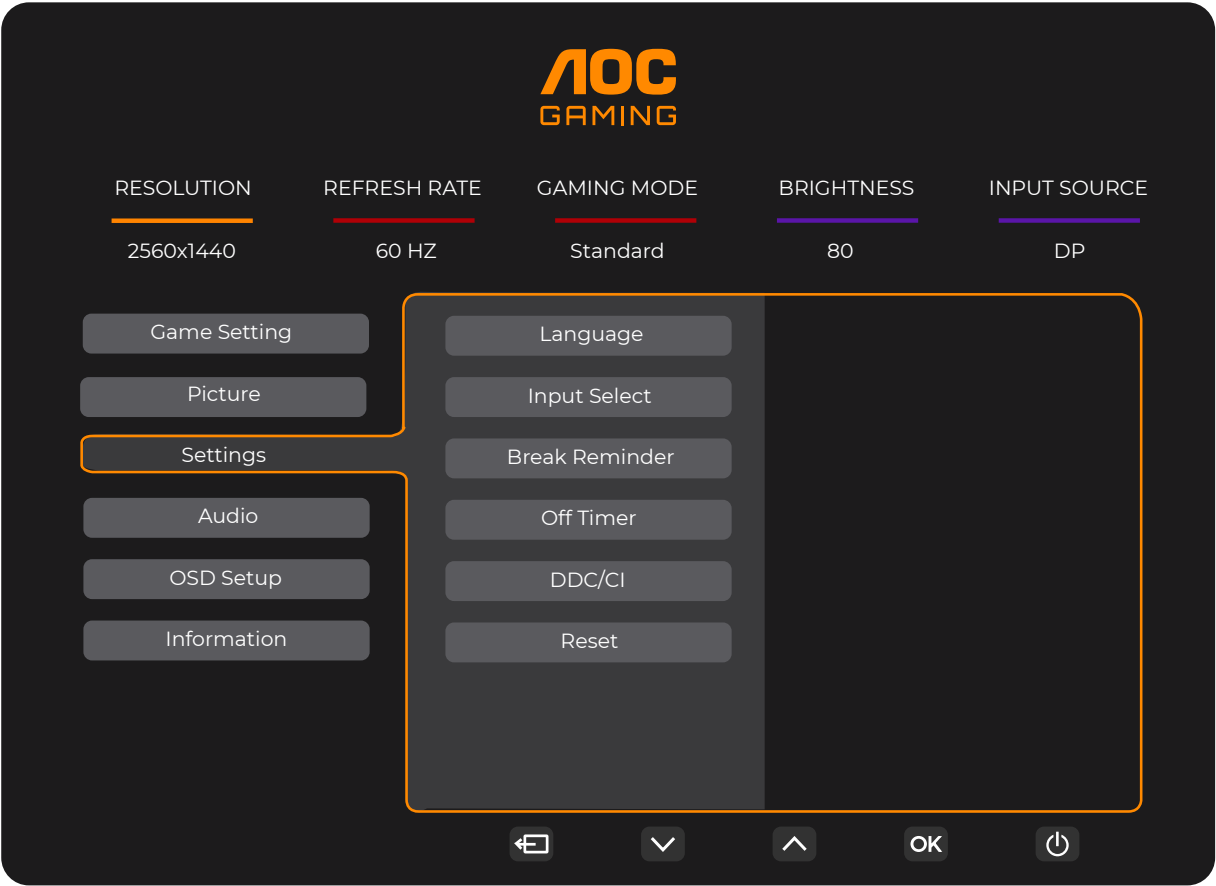 AOC
GAMING
RESOLUTION REFRESH RATE GAMING MODE BRIGHTNESS INPUT SOURCE
2560x1440 60 HZ Standard 80 DP
Game Setting
Picture
Settings
Audio
OSD Setup
Information
Language
Input Select
Break Reminder
Off Timer
DDC/CI
Reset
OK